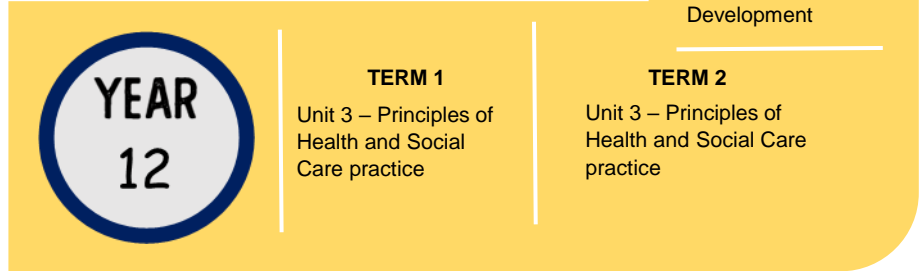 Development
YEAR
12
TERM 1
Unit 3 – Principles of
Health and Social
Care practice
TERM 2
Unit 3 – Principles of
Health and Social Care
practice